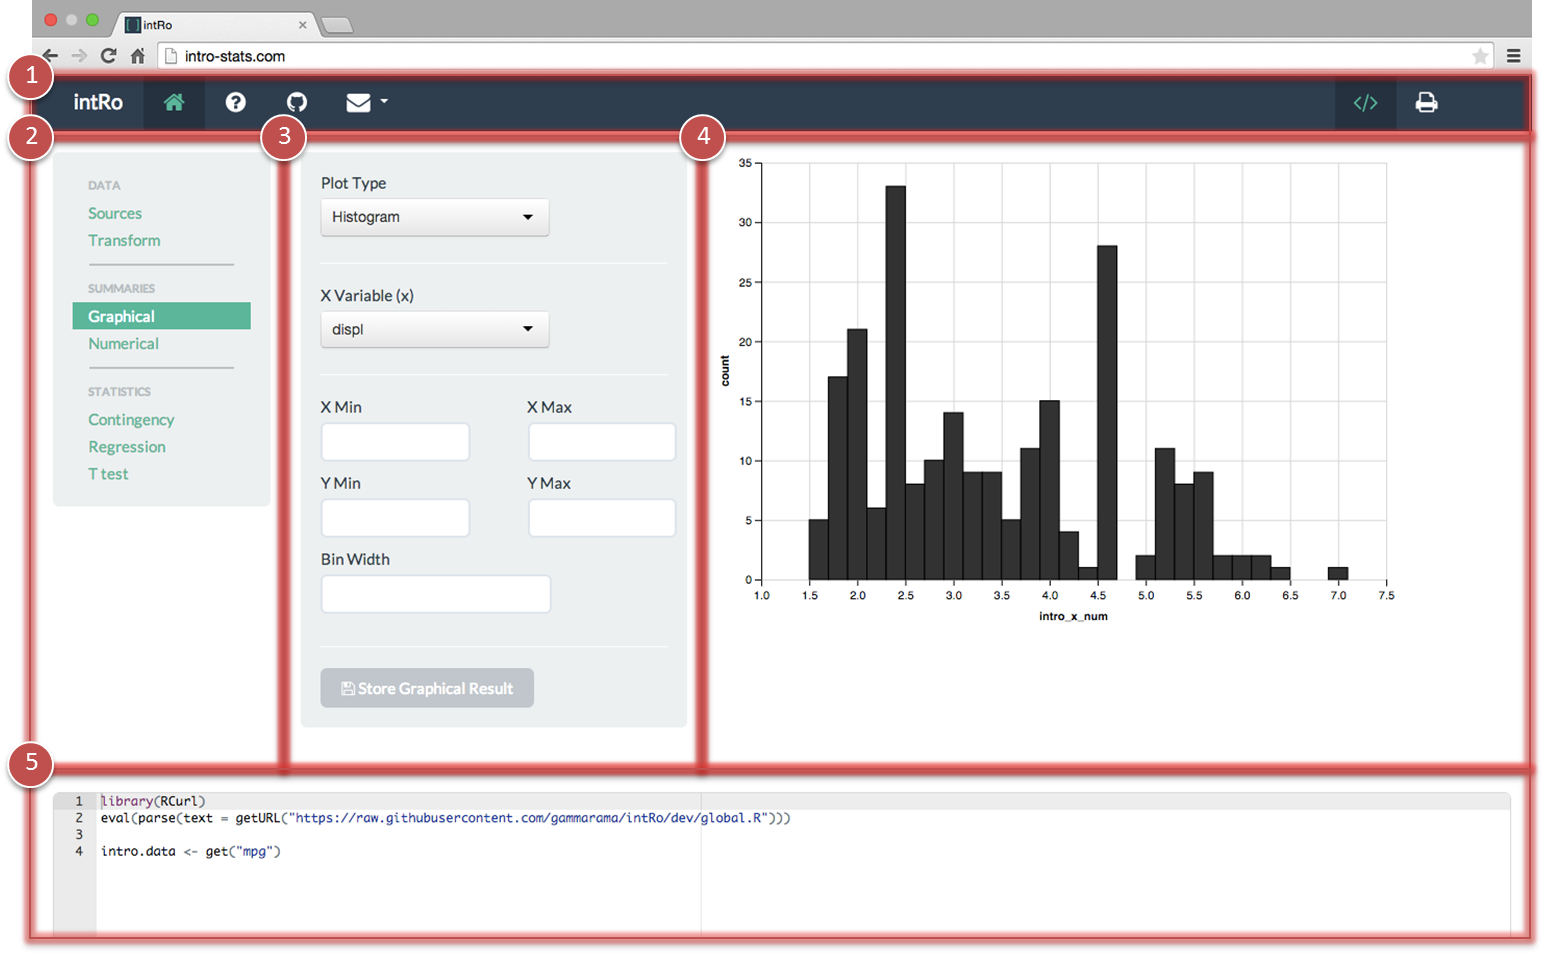 intRo
intro-stats.com
1
intRo
2
3
4
DATA
Sources
Transform
SUMMARIES
Graphical
Numerical
STATISTICS
Contingency
Regression
T test
Plot Type
Histogram
X Variable (x)
displ
X Min X Max
Y Min Y Max
Bin Width
Store Graphical Result
35
30
25
20
15
10
5
0
count
1.0 1.5 2.0 2.5 3.0 3.5 4.0 4.5 5.0 5.5 6.0 6.5 7.0 7.5
intro_x_num
5
1 library(RCurl)
2 eval(parse(text = getURL("https://raw.githubusercontent.com/gammarama/intRo/dev/global.R")))
3
4 intro.data <- get("mpg")